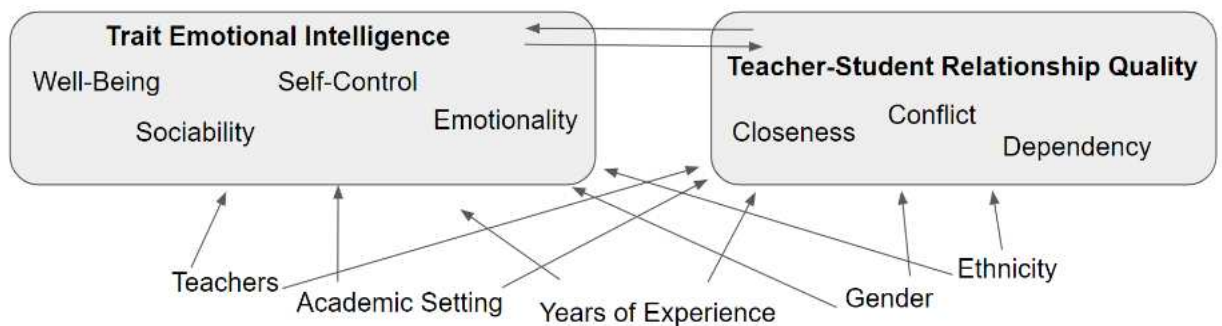 Trait Emotional Intelligence
Well-Being
Self-Control
Sociability
Emotionality
Teacher-Student Relationship Quality
Closeness
Conflict
Dependency
Teachers
Academic Setting
Years of Experience
Gender
Ethnicity